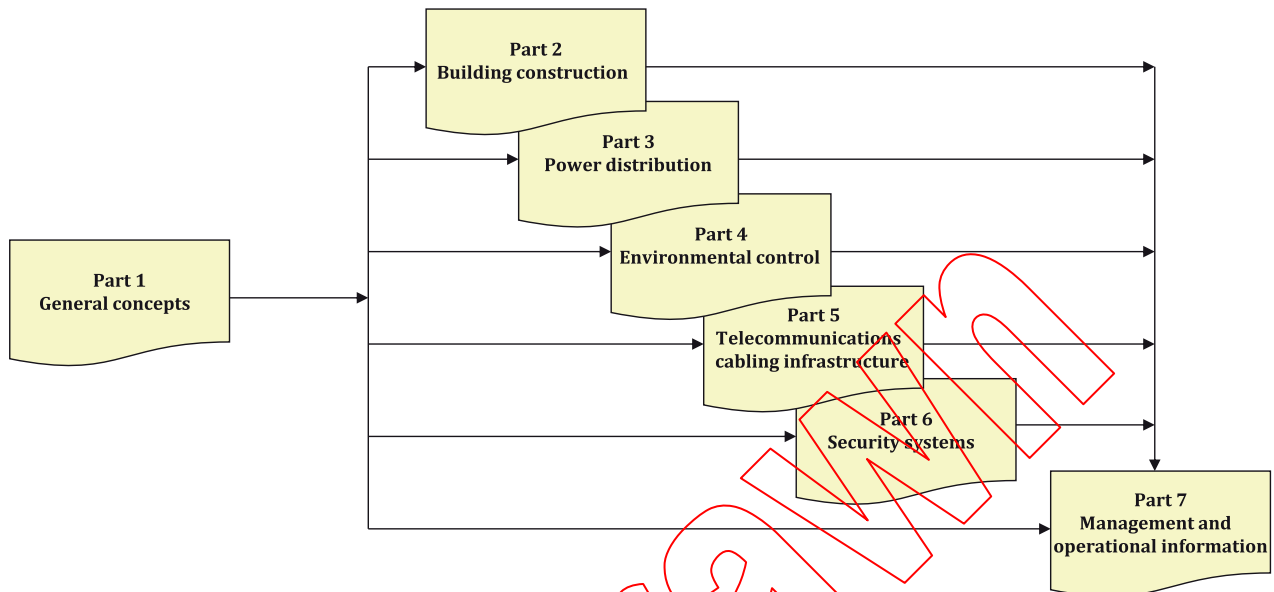 Part 2
Building construction
Part 3
Power distribution
Part 4
Environmental control
Part 1
General concepts
Part 5
Telecommunications
cabling infrastructure
Part 6
Security systems
Part 7
Management and
operational information